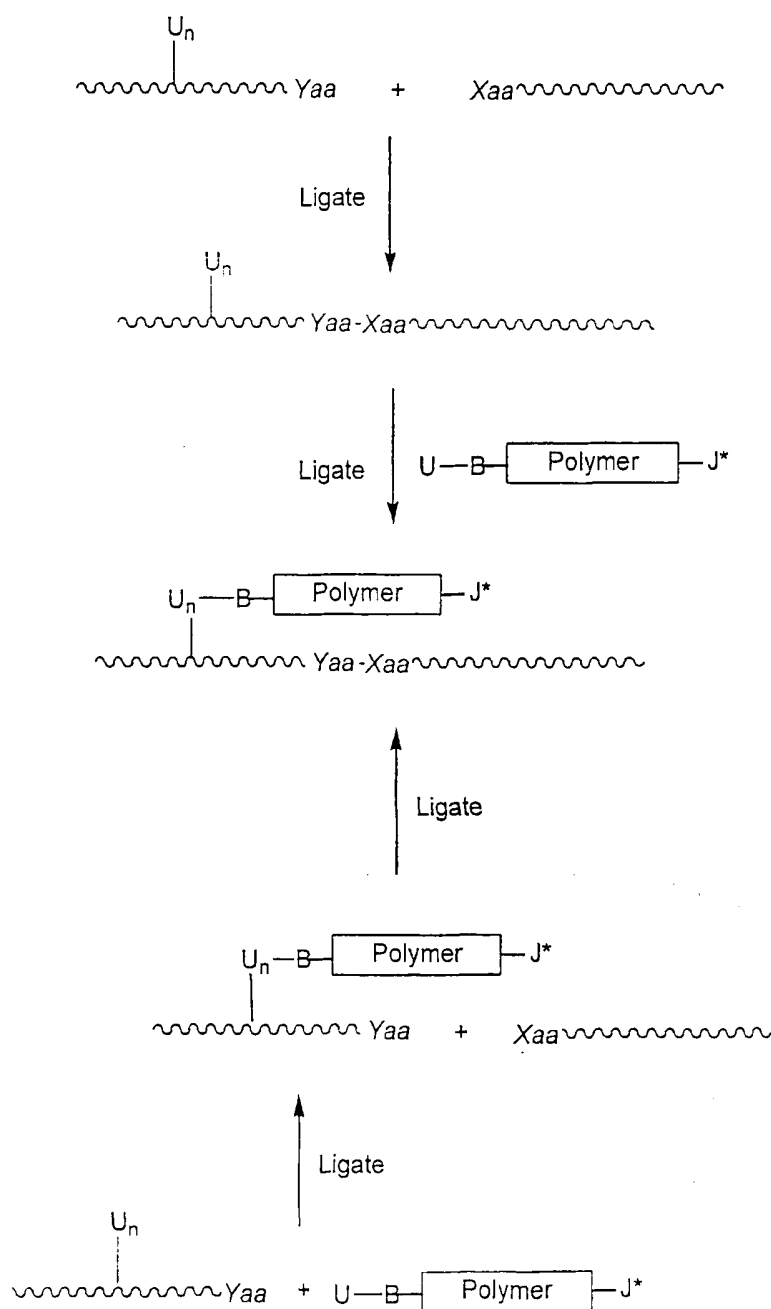 Un
Yaa + Xaa
Ligate
Un
Yaa-Xaa
Ligate U—B—Polymer—J*
Un—B—Polymer—J*
Yaa-Xaa
Ligate
Un—B—Polymer—J*
Yaa + Xaa
Ligate
Un
Yaa + U—B—Polymer—J*